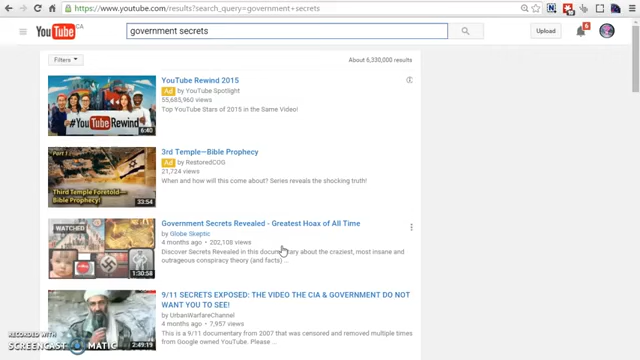 https://www.youtube.com/results?search_query=government+secrets
YouTube CA
government secrets
Upload
6
Filters
About 6,330,000 results
#YouTube REWIND
6:40
YouTube Rewind 2015
Ad by YouTube Spotlight
55,685,960 views
Top YouTube Stars of 2015 in the Same Video!
Part 1
Third Temple Foretold—
Bible Prophecy!
33:54
3rd Temple—Bible Prophecy
Ad by RestoredCOG
21,724 views
When and how will this come about? Series reveals the shocking truth!
WATCHED
1:30:58
Government Secrets Revealed - Greatest Hoax of All Time
by Globe Skeptic
4 months ago • 202,108 views
Discover Secrets Revealed in this documentary about the craziest, most insane and
outrageous conspiracy theory (and facts) ...
2:49:19
9/11 SECRETS EXPOSED: THE VIDEO THE CIA & GOVERNMENT DO NOT
WANT YOU TO SEE!
by UrbanWarfareChannel
4 months ago • 7,957 views
This is a 9/11 documentary from 2007 that was censored and removed multiple times
from Google owned YouTube. Please ...
RECORDED WITH
SCREENCAST MATIC